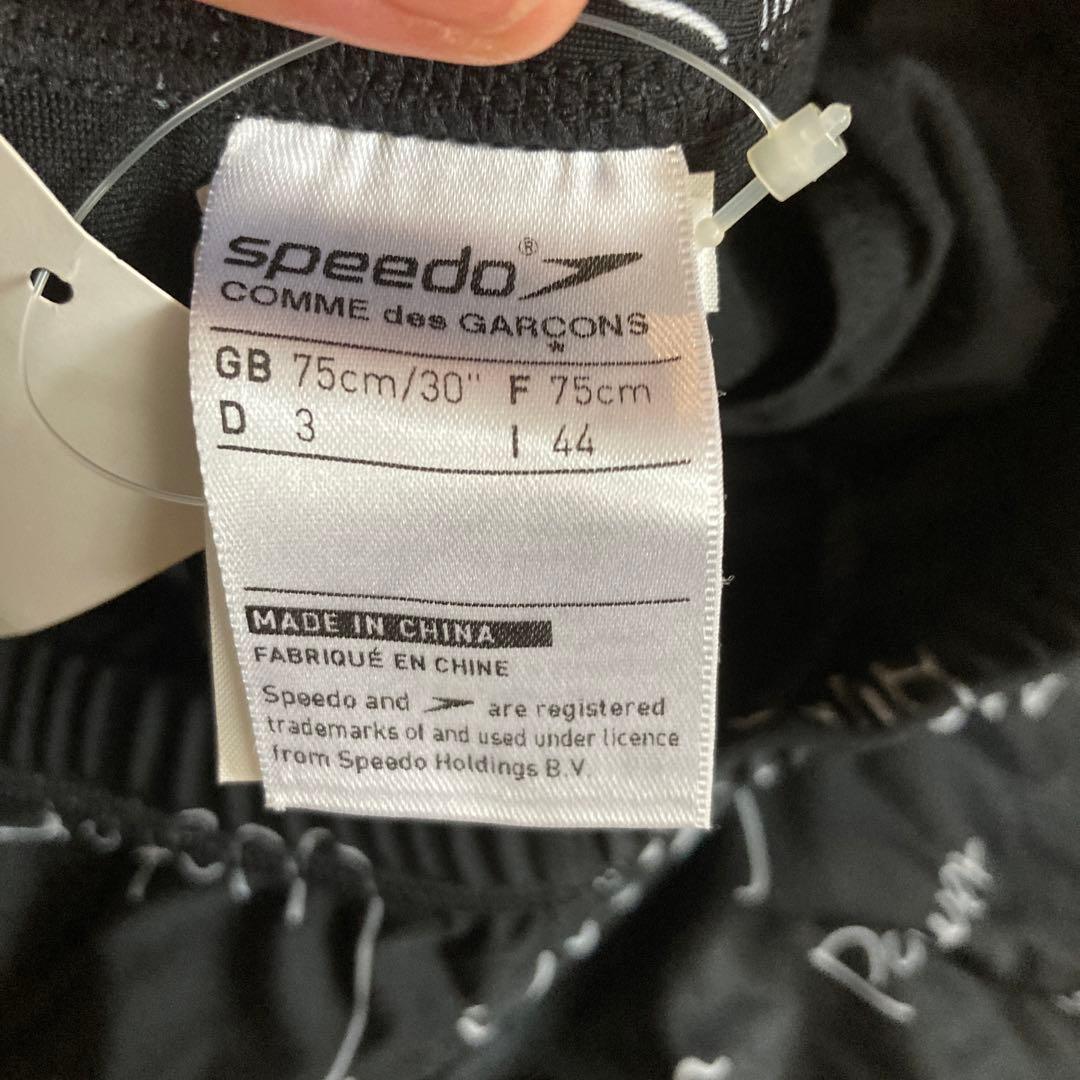 speedo®
COMME des GARÇONS
GB 75cm/30" F 75cm
D 3 I 44
MADE IN CHINA
FABRIQUÉ EN CHINE
Speedo and are registered
trademarks of and used under licence
from Speedo Holdings B.V.